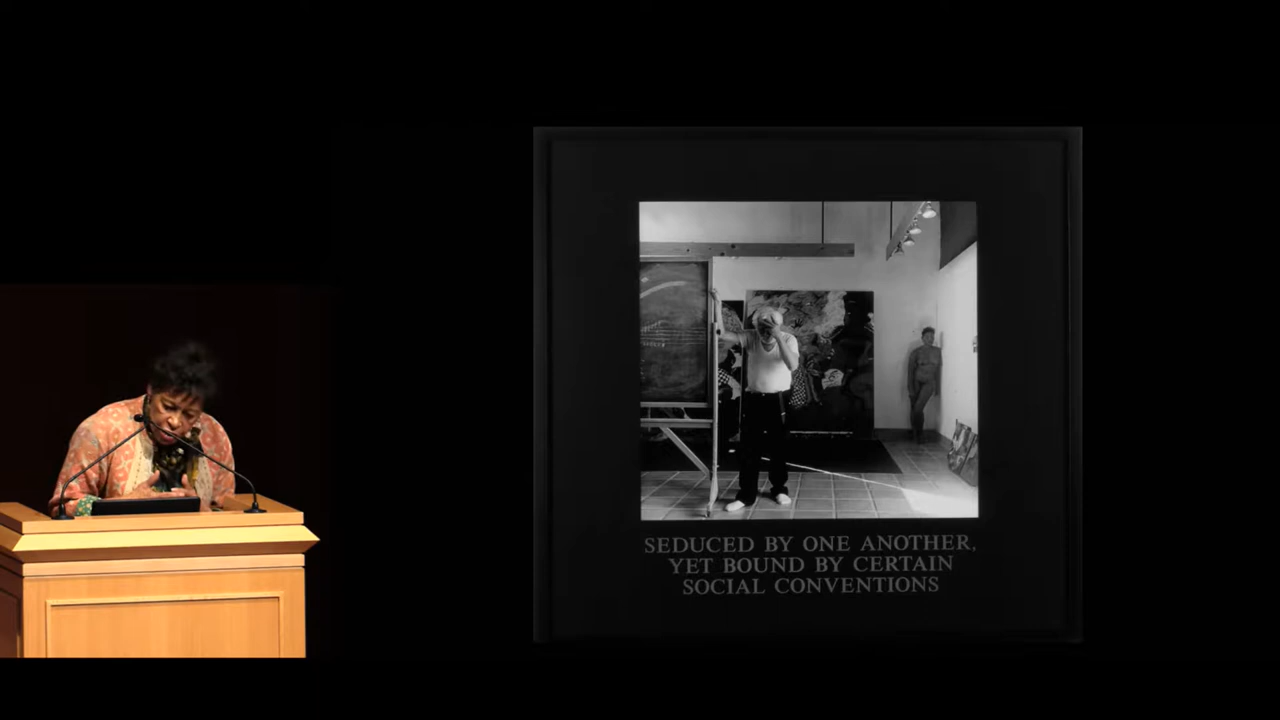 SEDUCED BY ONE ANOTHER,
YET BOUND BY CERTAIN
SOCIAL CONVENTIONS